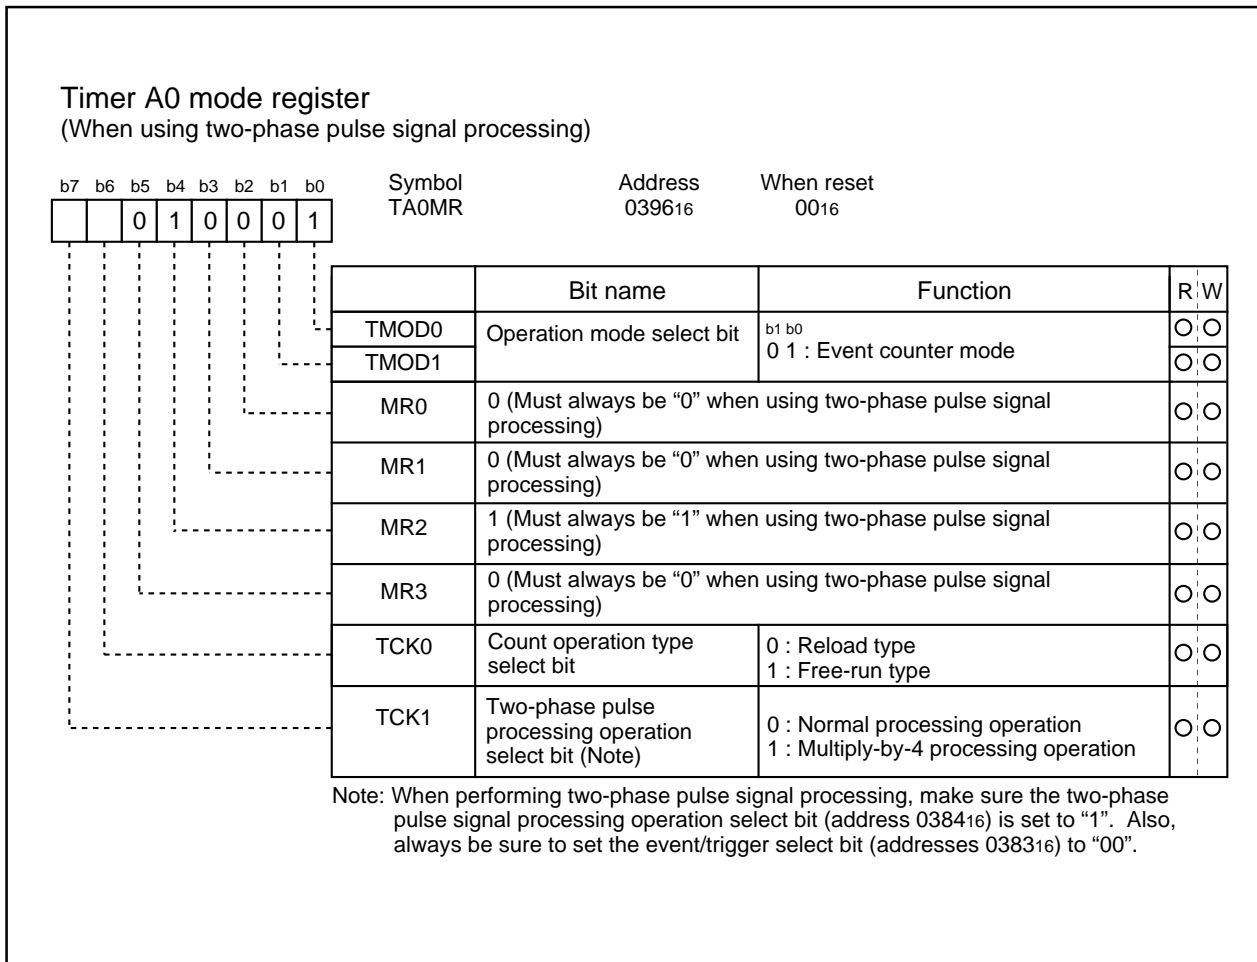 Timer A0 mode register
(When using two-phase pulse signal processing)
b7 b6 b5 b4 b3 b2 b1 b0
0 1 0 0 0 1
Symbol Address When reset
TA0MR 039616 0016
Bit name Function R W
TMOD0 Operation mode select bit b1 b0
0 1 : Event counter mode
TMOD1
MR0 0 (Must always be “0” when using two-phase pulse signal
processing)
MR1 0 (Must always be “0” when using two-phase pulse signal
processing)
MR2 1 (Must always be “1” when using two-phase pulse signal
processing)
MR3 0 (Must always be “0” when using two-phase pulse signal
processing)
TCK0 Count operation type 0 : Reload type
select bit 1 : Free-run type
TCK1 Two-phase pulse
processing operation 0 : Normal processing operation
select bit (Note) 1 : Multiply-by-4 processing operation
Note: When performing two-phase pulse signal processing, make sure the two-phase
pulse signal processing operation select bit (address 038416) is set to “1”. Also,
always be sure to set the event/trigger select bit (addresses 038316) to “00”.